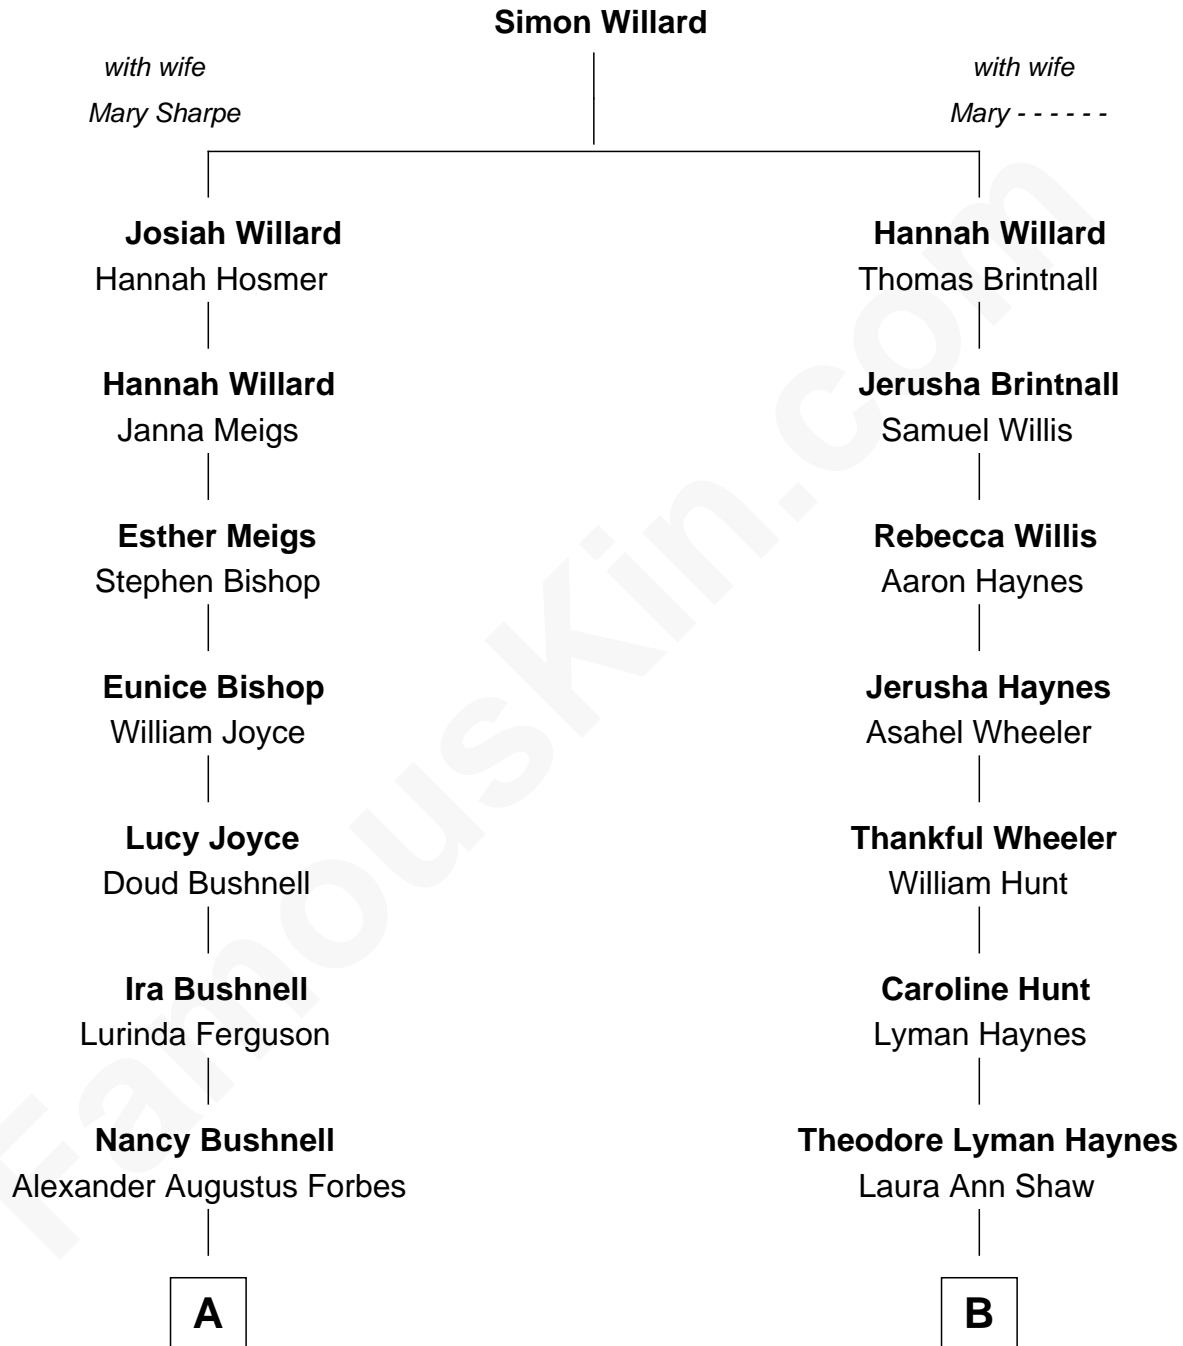 Simon Willard
with wife
Mary Sharpe
with wife
Mary - - - - - -
Josiah Willard
Hannah Hosmer
Hannah Willard
Thomas Brintnall
Hannah Willard
Janna Meigs
Jerusha Brintnall
Samuel Willis
Esther Meigs
Stephen Bishop
Rebecca Willis
Aaron Haynes
Eunice Bishop
William Joyce
Jerusha Haynes
Asahel Wheeler
Lucy Joyce
Doud Bushnell
Thankful Wheeler
William Hunt
Ira Bushnell
Lurinda Ferguson
Caroline Hunt
Lyman Haynes
Nancy Bushnell
Alexander Augustus Forbes
Theodore Lyman Haynes
Laura Ann Shaw
A
B
FamousKin.com